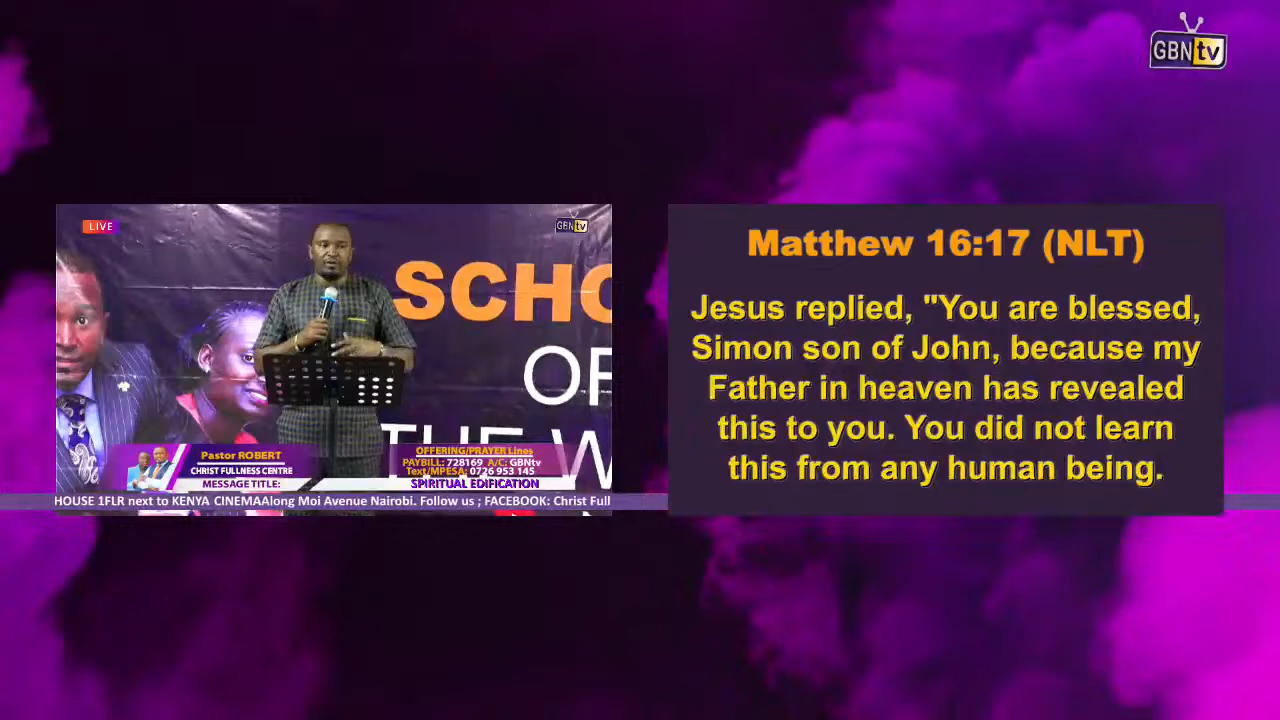 GBNtv
LIVE
GBNtv
SCHO
OF
THE W
Pastor ROBERT
CHRIST FULLNESS CENTRE
MESSAGE TITLE:
OFFERING/PRAYER Lines
PAYBILL: 728169 A/C: GBNtv
Text/MPESA: 0726 953 145
SPIRITUAL EDIFICATION
HOUSE 1FLR next to KENYA CINEMAAlong Moi Avenue Nairobi. Follow us ; FACEBOOK: Christ Full
Matthew 16:17 (NLT)
Jesus replied, "You are blessed,
Simon son of John, because my
Father in heaven has revealed
this to you. You did not learn
this from any human being.